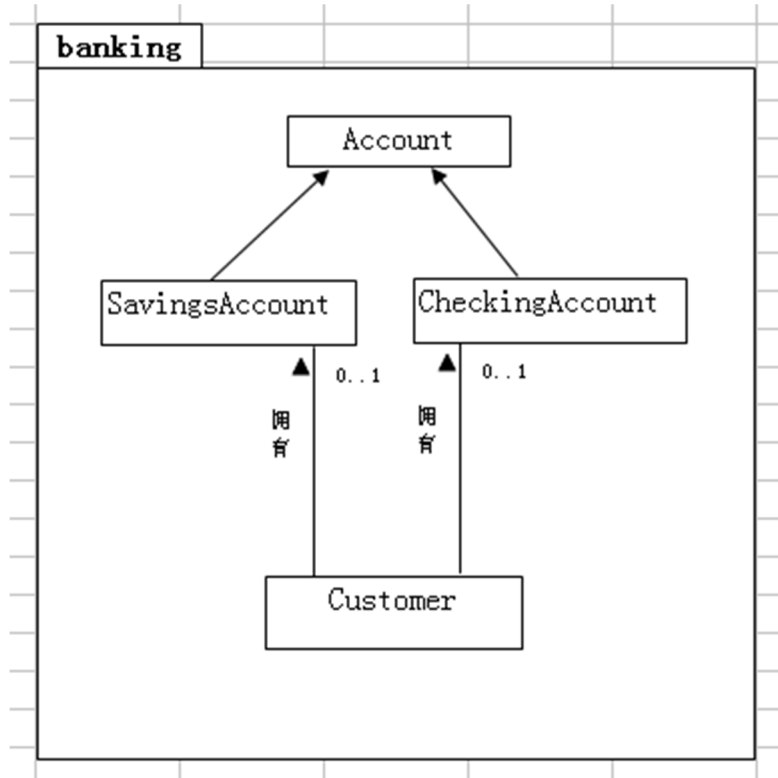 banking
Account
SavingsAccount
CheckingAccount
0..1
0..1
拥
有
拥
有
Customer